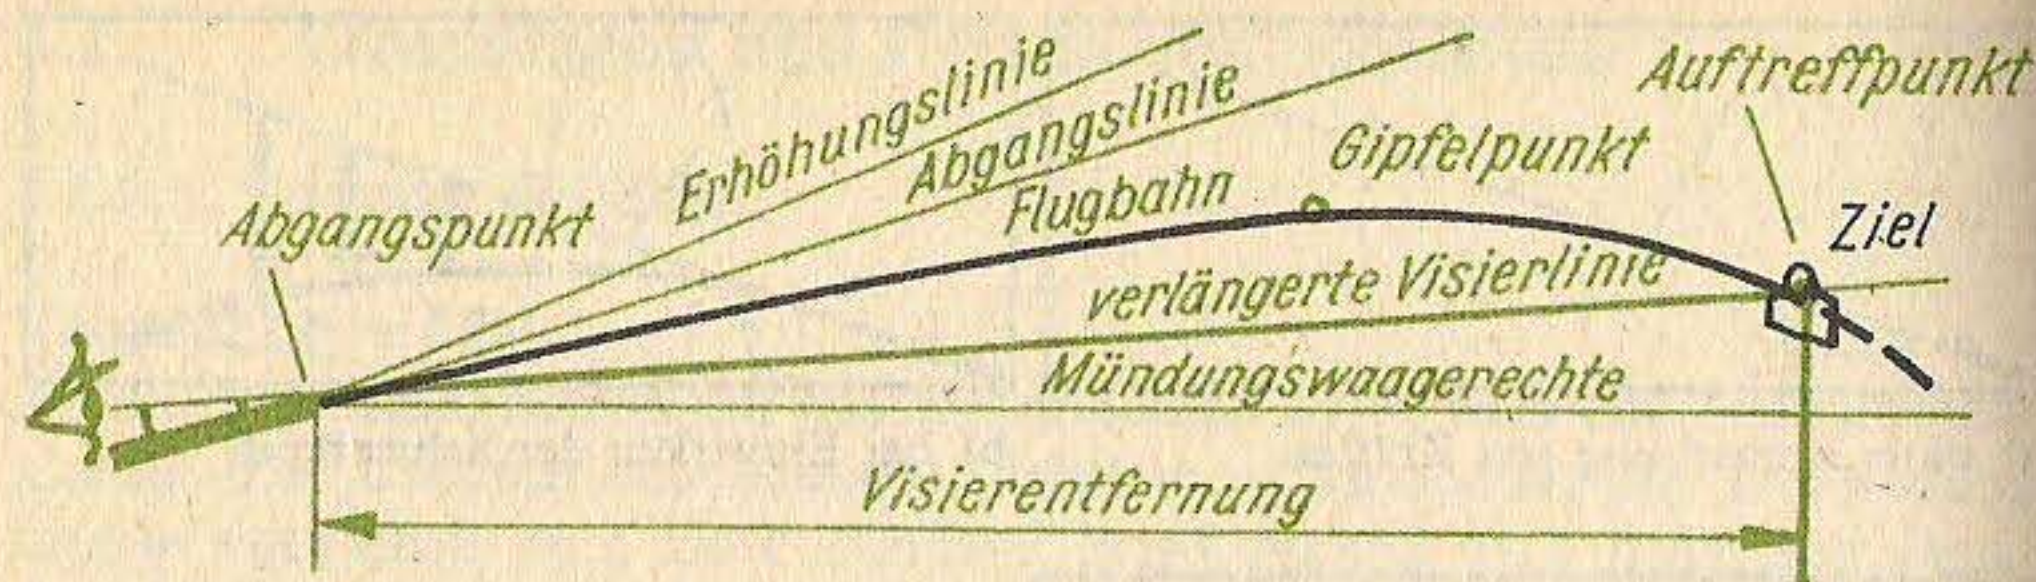 Erhöhungslinie
Abgangslinie
Auftreffpunkt
Gipfelpunkt
Flugbahn
Abgangspunkt
Ziel
verlängerte Visierlinie
Mündungswaagerechte
Visierentfernung